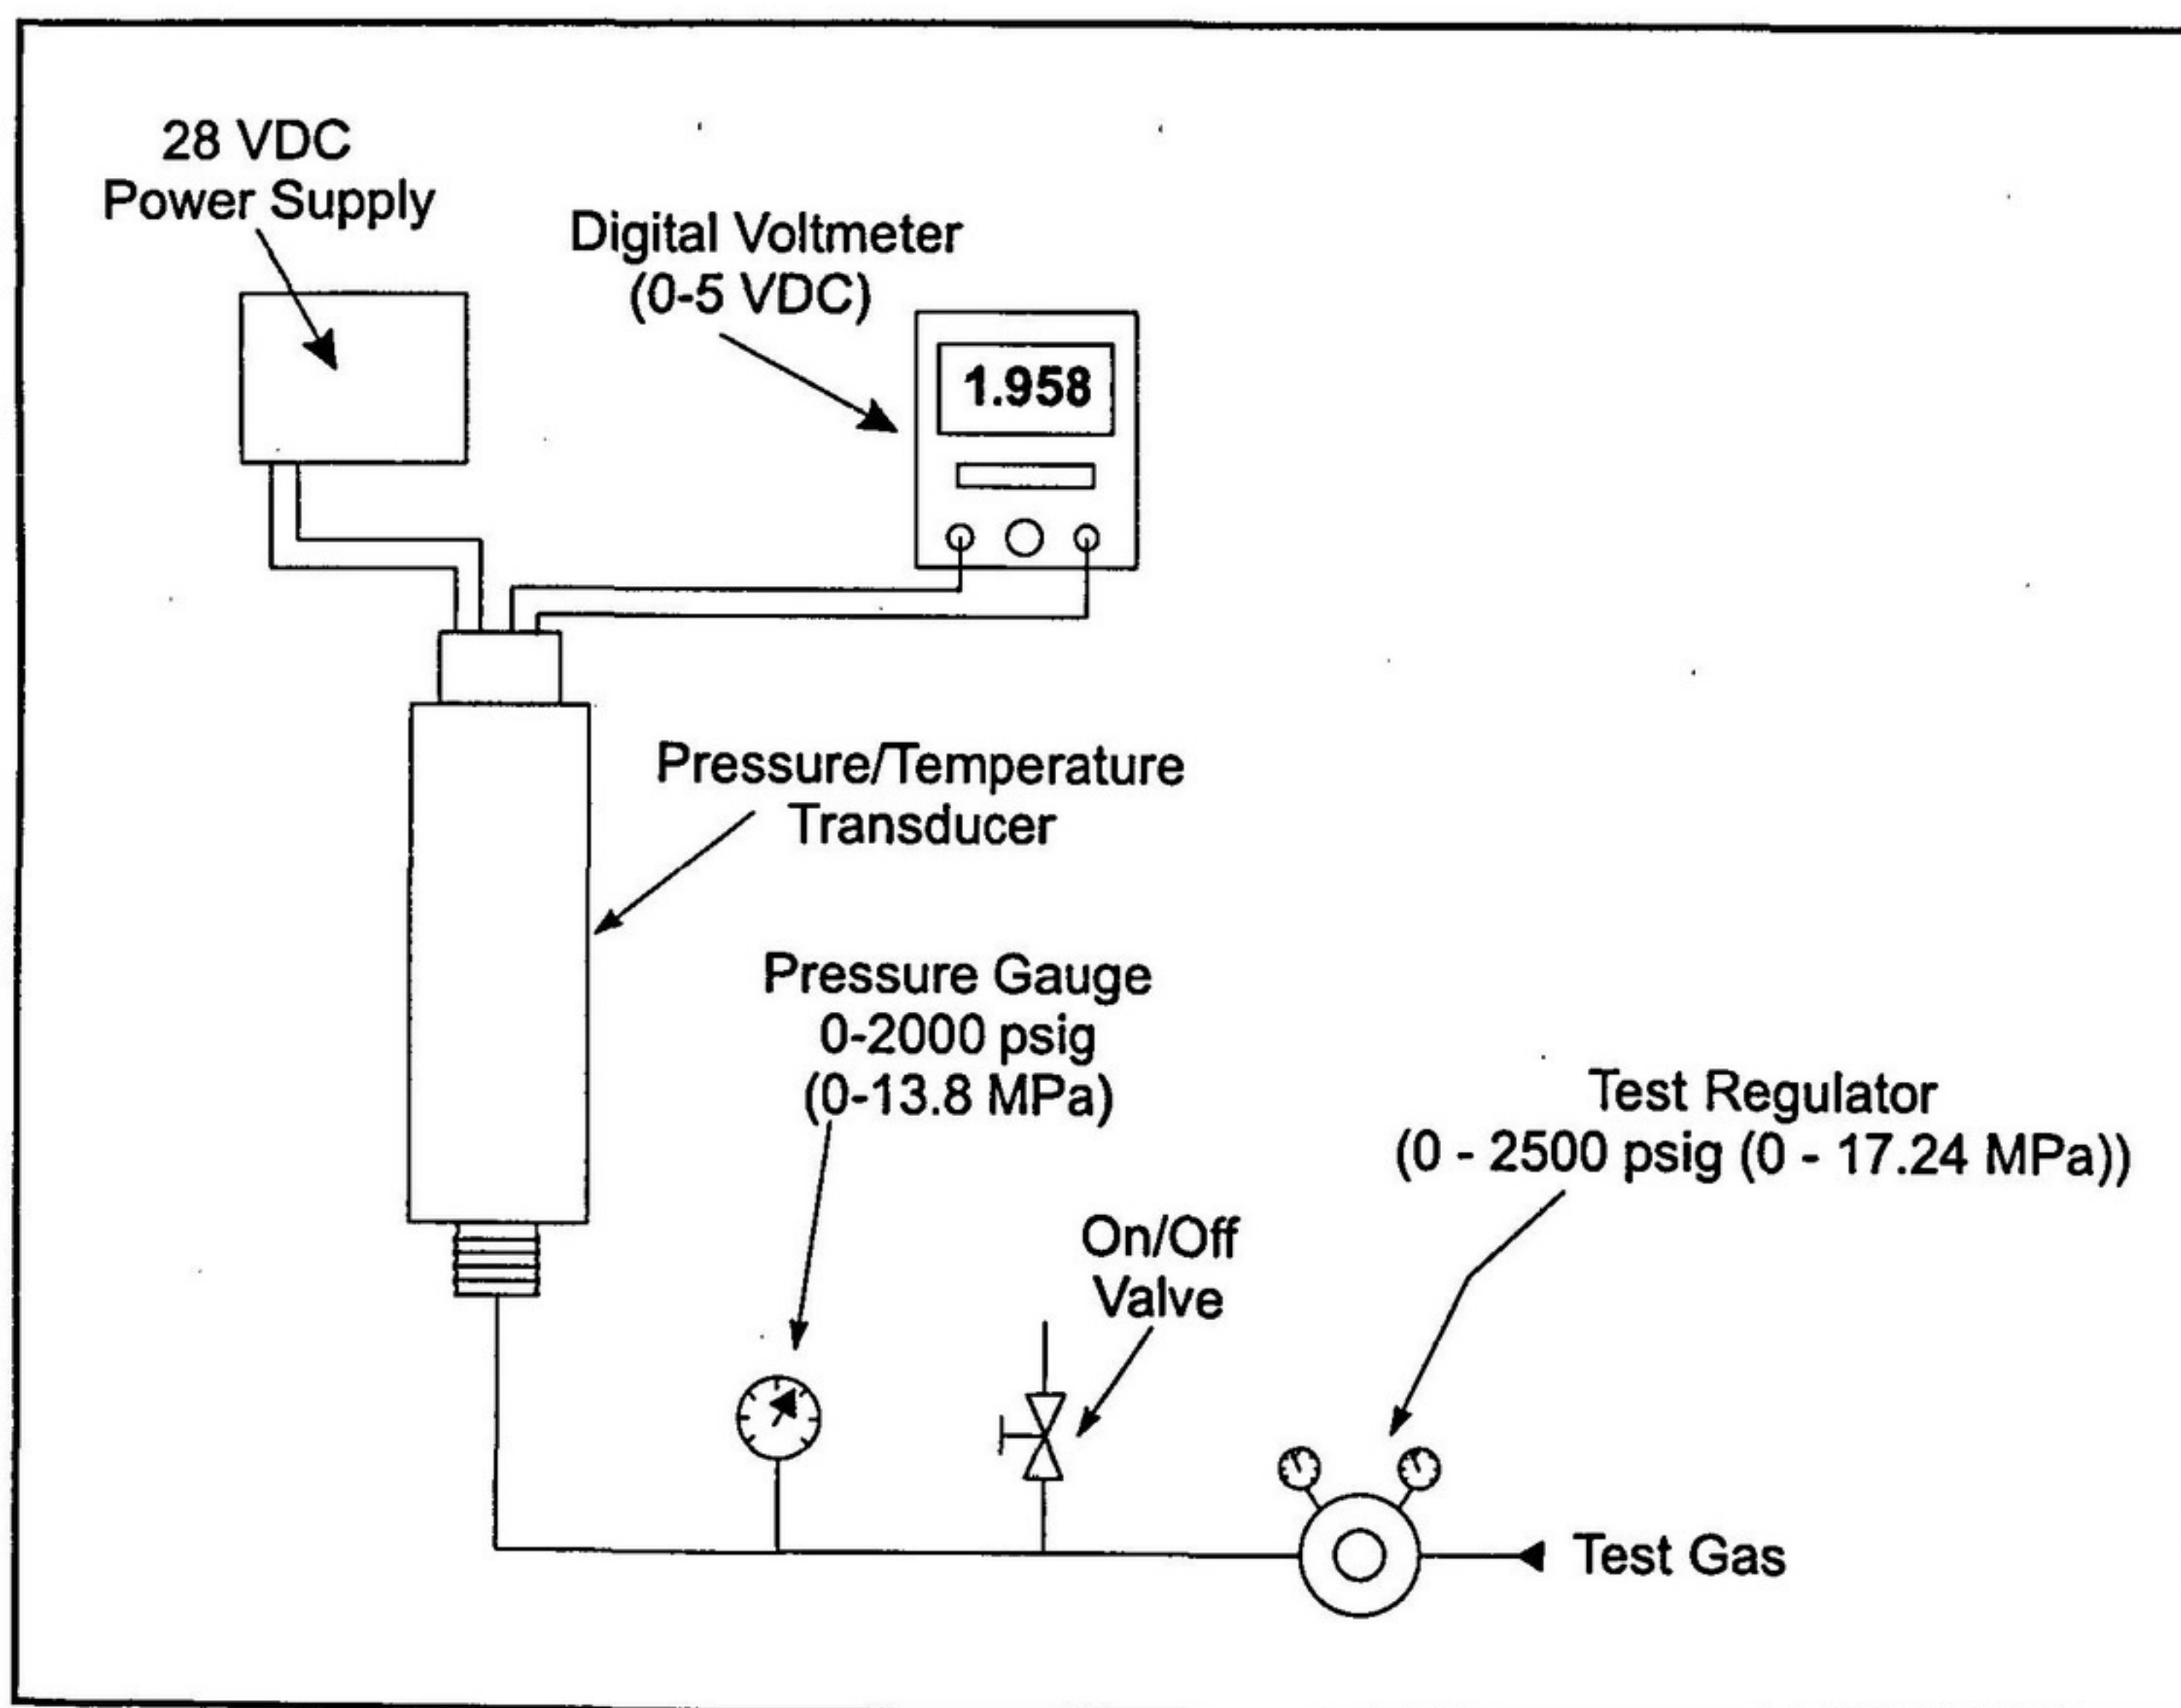 28 VDC
Power Supply
Digital Voltmeter
(0-5 VDC)
1.958
Pressure/Temperature
Transducer
Pressure Gauge
0-2000 psig
(0-13.8 MPa)
Test Regulator
(0 - 2500 psig (0 - 17.24 MPa))
On/Off
Valve
Test Gas